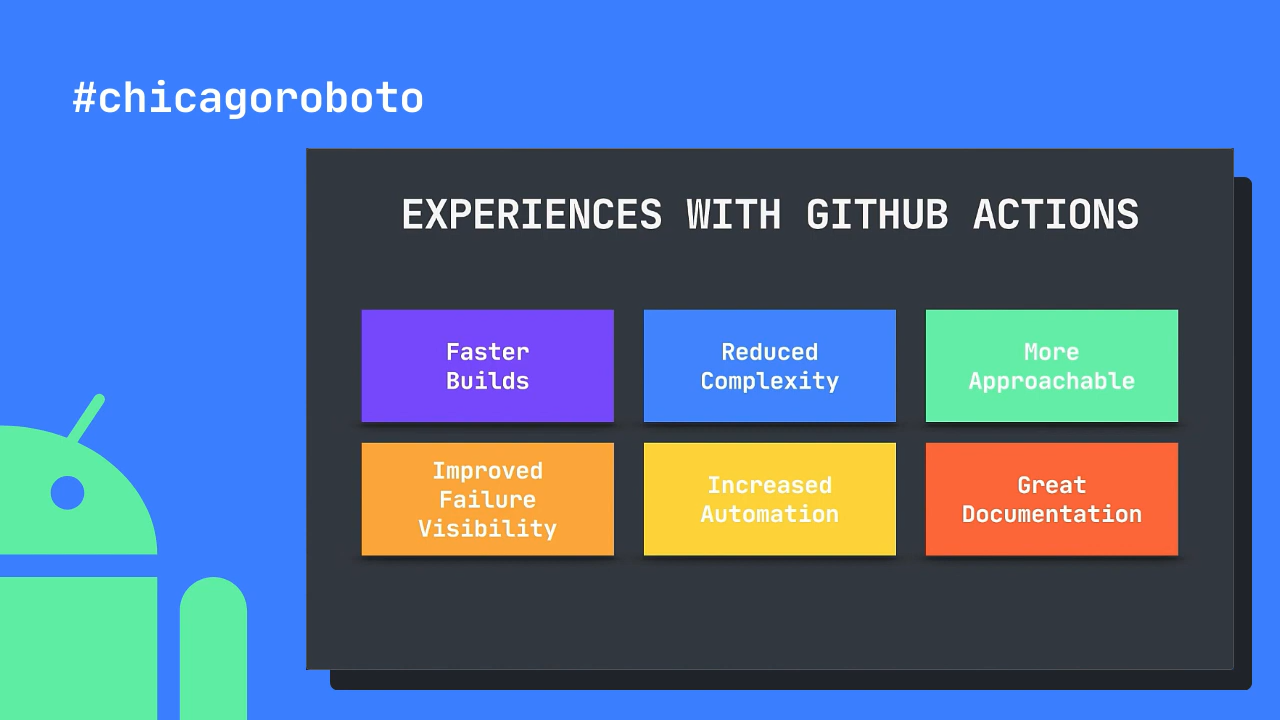 #chicagoroboto
EXPERIENCES WITH GITHUB ACTIONS
Faster
Builds
Reduced
Complexity
More
Approachable
Improved
Failure
Visibility
Increased
Automation
Great
Documentation